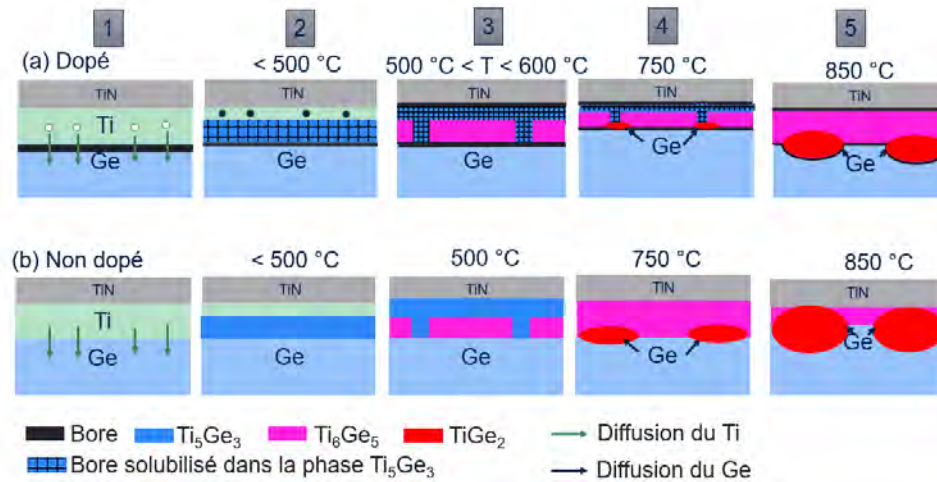 1 2 3 4 5
(a) Dopé < 500 °C 500 °C < T < 600 °C 750 °C 850 °C
TiN TiN TiN TiN TiN
Ti
Ge Ge Ge Ge Ge
(b) Non dopé < 500 °C 500 °C 750 °C 850 °C
TiN TiN TiN TiN TiN
Ti
Ge Ge Ge Ge Ge
Bore Ti₅Ge₃ Ti₆Ge₅ TiGe₂ Diffusion du Ti
Bore solubilisé dans la phase Ti₅Ge₃ Diffusion du Ge